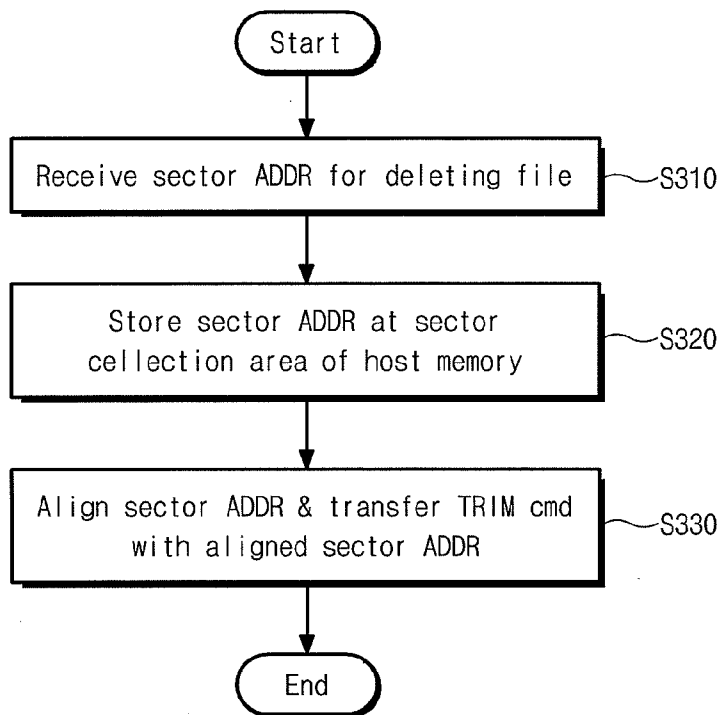 Start
Receive sector ADDR for deleting file
S310
Store sector ADDR at sector
cellection area of host memory
S320
Align sector ADDR & transfer TRIM cmd
with aligned sector ADDR
S330
End